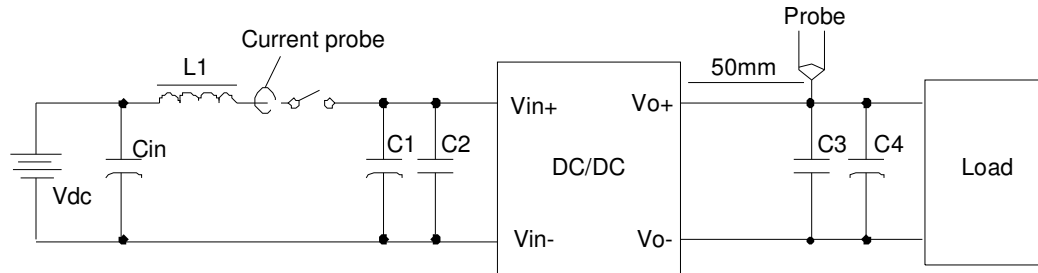 Probe
Current probe
L1
50mm
Vin+
Vo+
Cin
C1
C2
C3
C4
DC/DC
Load
Vdc
Vin-
Vo-